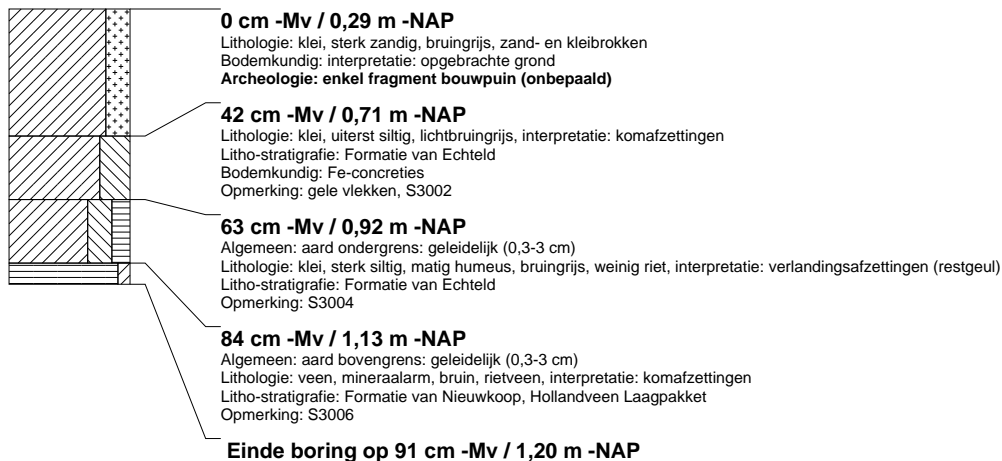 0 cm -Mv / 0,29 m -NAP
Lithologie: klei, sterk zandig, bruingrijs, zand- en kleibrokken
Bodemkundig: interpretatie: opgebrachte grond
Archeologie: enkel fragment bouwpuin (onbepaald)
42 cm -Mv / 0,71 m -NAP
Lithologie: klei, uiterst siltig, lichtbruingrijs, interpretatie: komafzettingen
Litho-stratigrafie: Formatie van Echteld
Bodemkundig: Fe-concreties
Opmerking: gele vlekken, S3002
63 cm -Mv / 0,92 m -NAP
Algemeen: aard ondergrens: geleidelijk (0,3-3 cm)
Lithologie: klei, sterk siltig, matig humeus, bruingrijs, weinig riet, interpretatie: verlandingsafzettingen (restgeul)
Litho-stratigrafie: Formatie van Echteld
Opmerking: S3004
84 cm -Mv / 1,13 m -NAP
Algemeen: aard bovengrens: geleidelijk (0,3-3 cm)
Lithologie: veen, mineraalarm, bruin, rietveen, interpretatie: komafzettingen
Litho-stratigrafie: Formatie van Nieuwkoop, Hollandveen Laagpakket
Opmerking: S3006
Einde boring op 91 cm -Mv / 1,20 m -NAP